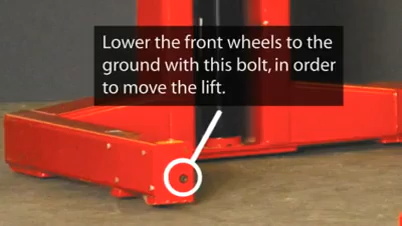 Lower the front wheels to the
ground with this bolt, in order
to move the lift.